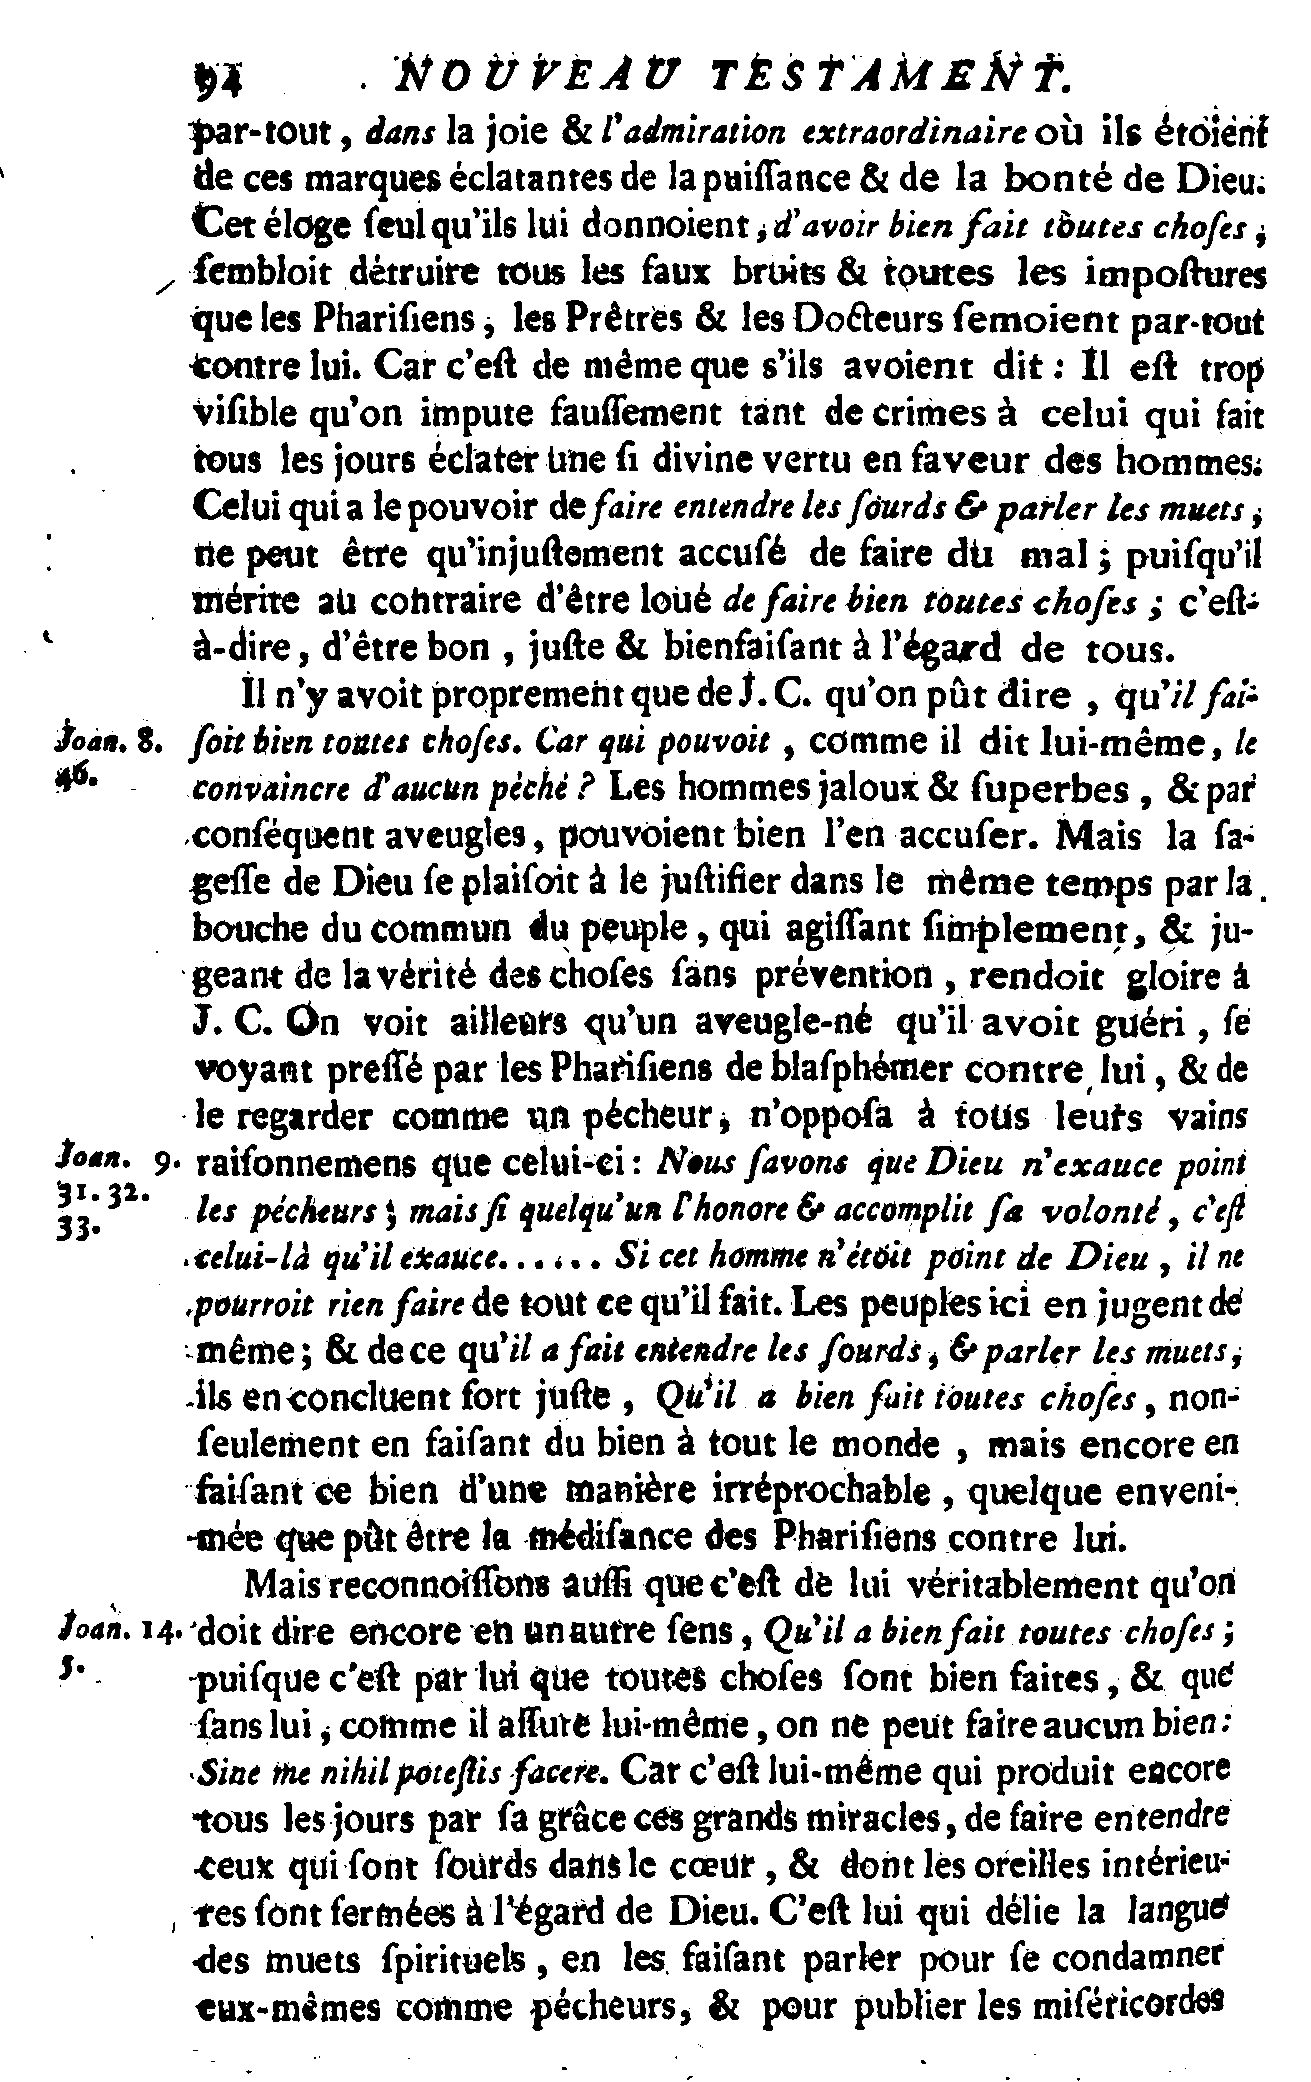 94 NOUVEAU TESTAMENT.
par-tout, dans la joie & l'admiration extraordinaire où ils étoient
de ces marques éclatantes de la puiſſance & de la bonté de Dieu.
Cet éloge ſeul qu'ils lui donnoient, d'avoir bien fait toutes choſes,
ſembloit détruire tous les faux bruits & toutes les impoſtures
que les Phariſiens, les Prêtres & les Docteurs ſemoient par-tout
contre lui. Car c'eſt de même que s'ils avoient dit : Il eſt trop
viſible qu'on impute fauſſement tant de crimes à celui qui fait
tous les jours éclater une ſi divine vertu en faveur des hommes.
Celui qui a le pouvoir de faire entendre les ſourds & parler les muets,
ne peut être qu'injuſtement accuſé de faire du mal ; puiſqu'il
mérite au contraire d'être loué de faire bien toutes choſes ; c'eſt-
à-dire, d'être bon, juſte & bienfaiſant à l'égard de tous.
Il n'y avoit proprement que de J. C. qu'on pût dire, qu'il fai-
Joan. 8. ſoit bien toutes choſes. Car qui pouvoit, comme il dit lui-même, le
46. convaincre d'aucun péché ? Les hommes jaloux & ſuperbes, & par
conſéquent aveugles, pouvoient bien l'en accuſer. Mais la ſa-
geſſe de Dieu ſe plaiſoit à le juſtifier dans le même temps par la
bouche du commun du peuple, qui agiſſant ſimplement, & ju-
geant de la vérité des choſes ſans prévention, rendoit gloire à
J. C. On voit ailleurs qu'un aveugle-né qu'il avoit guéri, ſe
voyant preſſé par les Phariſiens de blaſphémer contre lui, & de
le regarder comme un pécheur, n'oppoſa à tous leurs vains
Joan. 9. raiſonnemens que celui-ci : Nous ſavons que Dieu n'exauce point
31. 32. les pécheurs ; mais ſi quelqu'un l'honore & accomplit ſa volonté, c'eſt
33. celui-là qu'il exauce...... Si cet homme n'étoit point de Dieu, il ne
pourroit rien faire de tout ce qu'il fait. Les peuples ici en jugent de
même ; & de ce qu'il a fait entendre les ſourds, & parler les muets,
ils en concluent fort juſte, Qu'il a bien fait toutes choſes, non-
ſeulement en faiſant du bien à tout le monde, mais encore en
faiſant ce bien d'une manière irréprochable, quelque enveni-
mée que pût être la médiſance des Phariſiens contre lui.
Mais reconnoiſſons auſſi que c'eſt de lui véritablement qu'on
Joan. 14. doit dire encore en un autre ſens, Qu'il a bien fait toutes choſes ;
5. puiſque c'eſt par lui que toutes choſes ſont bien faites, & que
ſans lui, comme il aſſure lui-même, on ne peut faire aucun bien :
Sine me nihil poteſtis facere. Car c'eſt lui-même qui produit encore
tous les jours par ſa grâce ces grands miracles, de faire entendre
ceux qui ſont ſourds dans le cœur, & dont les oreilles intérieu-
res ſont fermées à l'égard de Dieu. C'eſt lui qui délie la langue
des muets ſpirituels, en les faiſant parler pour ſe condamner
eux-mêmes comme pécheurs, & pour publier les miſéricordes